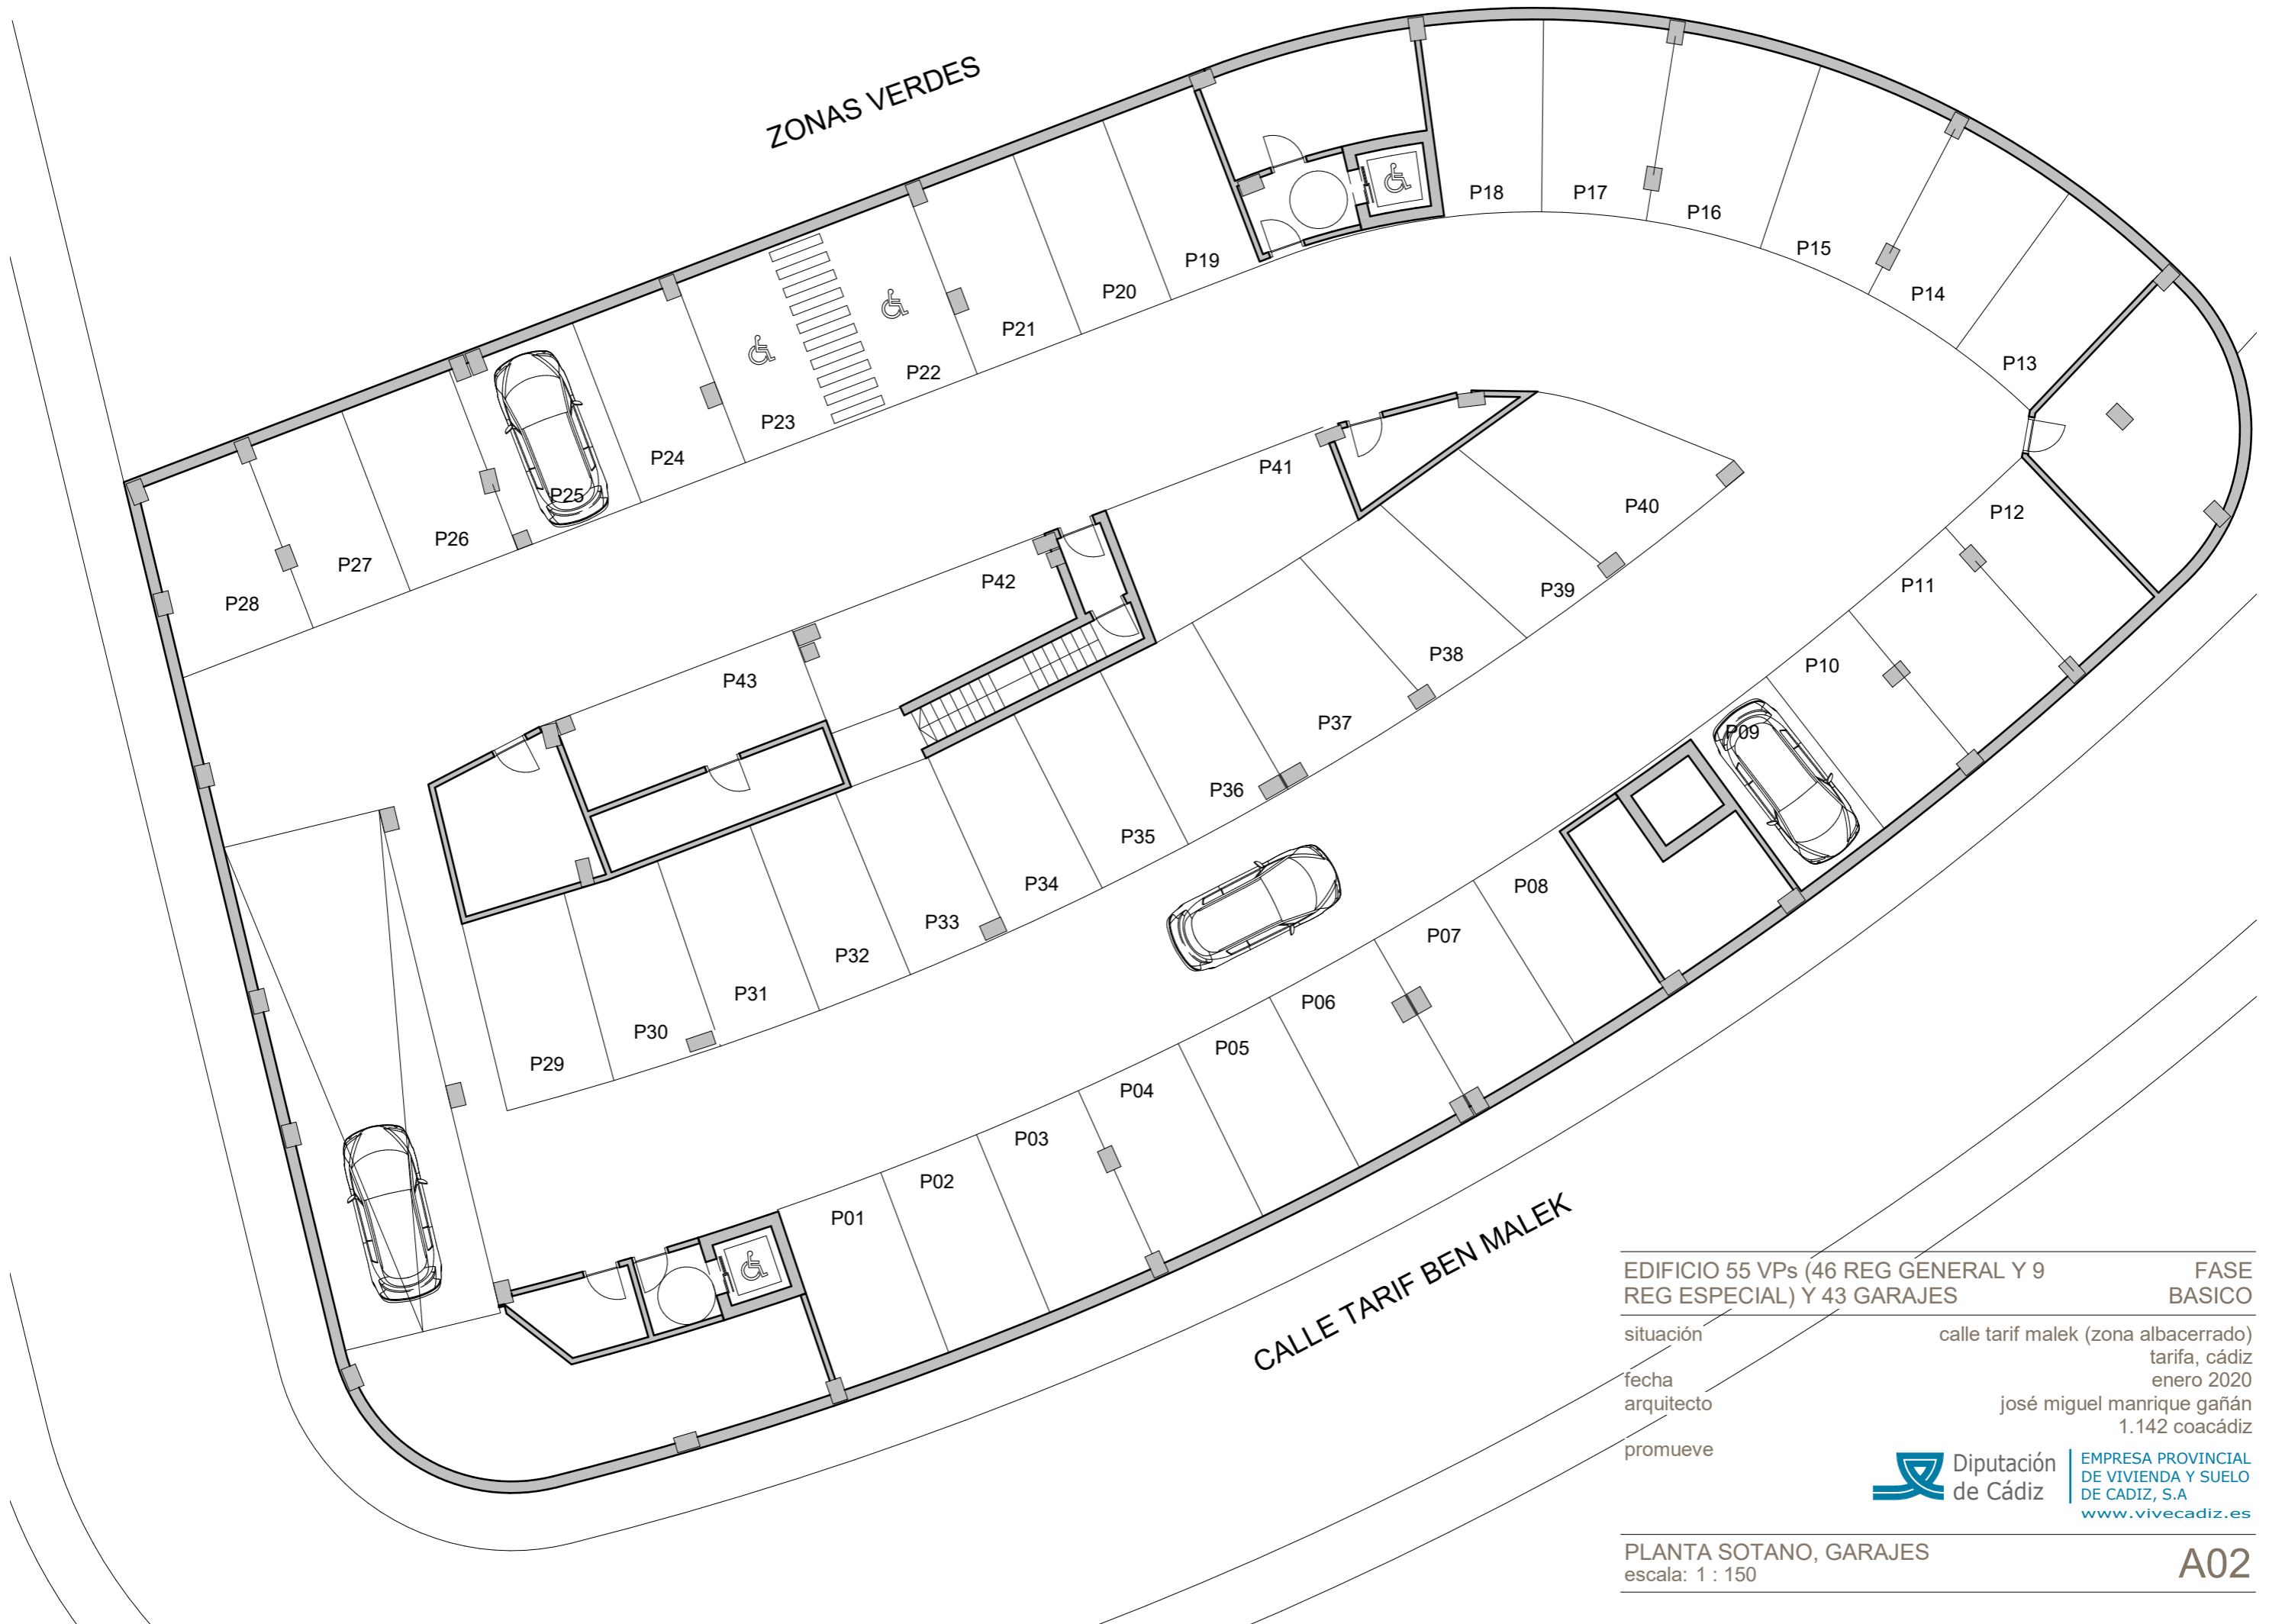 ZONAS VERDES
P18
P17
P16
P15
P14
P13
P19
P20
P21
P22
P23
P24
P25
P26
P27
P28
P41
P40
P42
P39
P43
P38
P37
P36
P35
P34
P33
P32
P31
P30
P29
P12
P11
P10
P09
P08
P07
P06
P05
P04
P03
P02
P01
CALLE TARIF BEN MALEK
EDIFICIO 55 VPs (46 REG GENERAL Y 9 REG ESPECIAL) Y 43 GARAJES
FASE BASICO
situación calle tarif malek (zona albacerrado)
tarifa, cádiz
fecha enero 2020
arquitecto josé miguel manrique gañán
1.142 coacádiz
promueve
Diputación de Cádiz
EMPRESA PROVINCIAL
DE VIVIENDA Y SUELO
DE CADIZ, S.A
www.vivecadiz.es
PLANTA SOTANO, GARAJES
escala: 1 : 150
A02